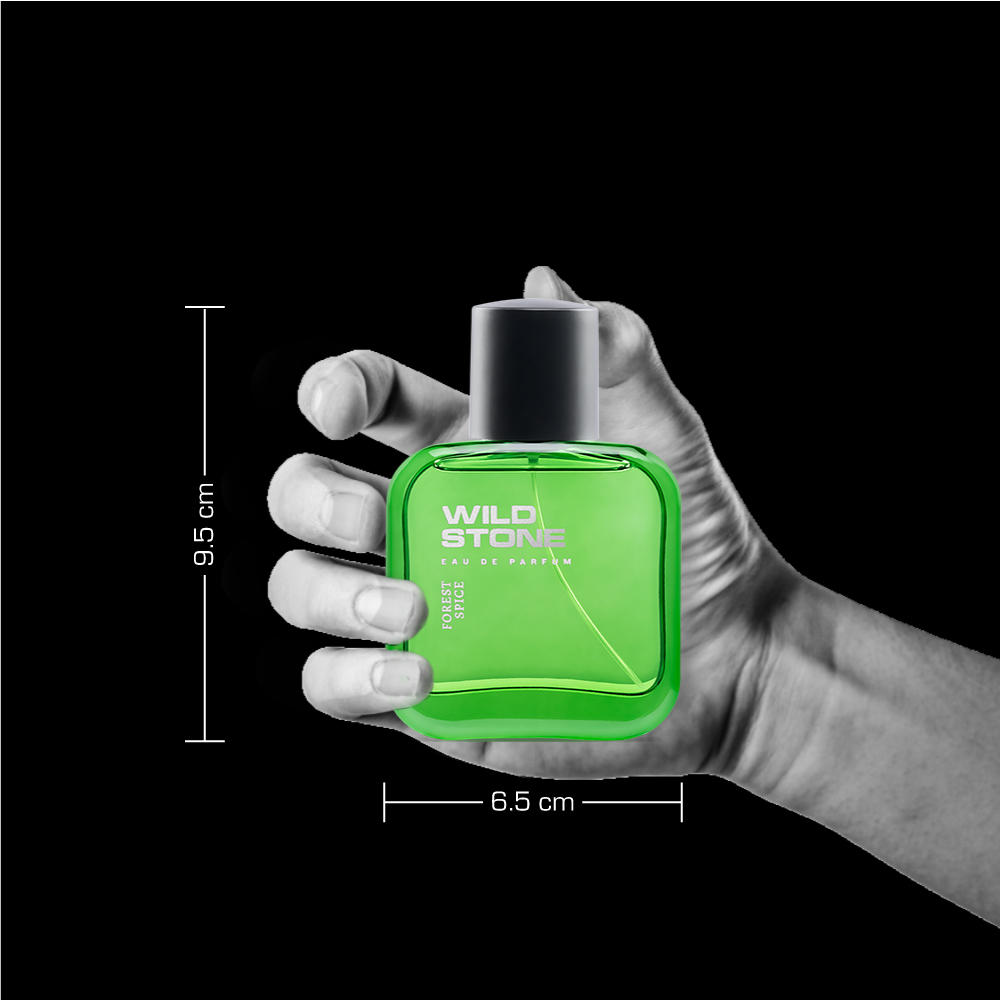 WILD
STONE
EAU DE PARFUM
FOREST
SPICE
9.5 cm
6.5 cm